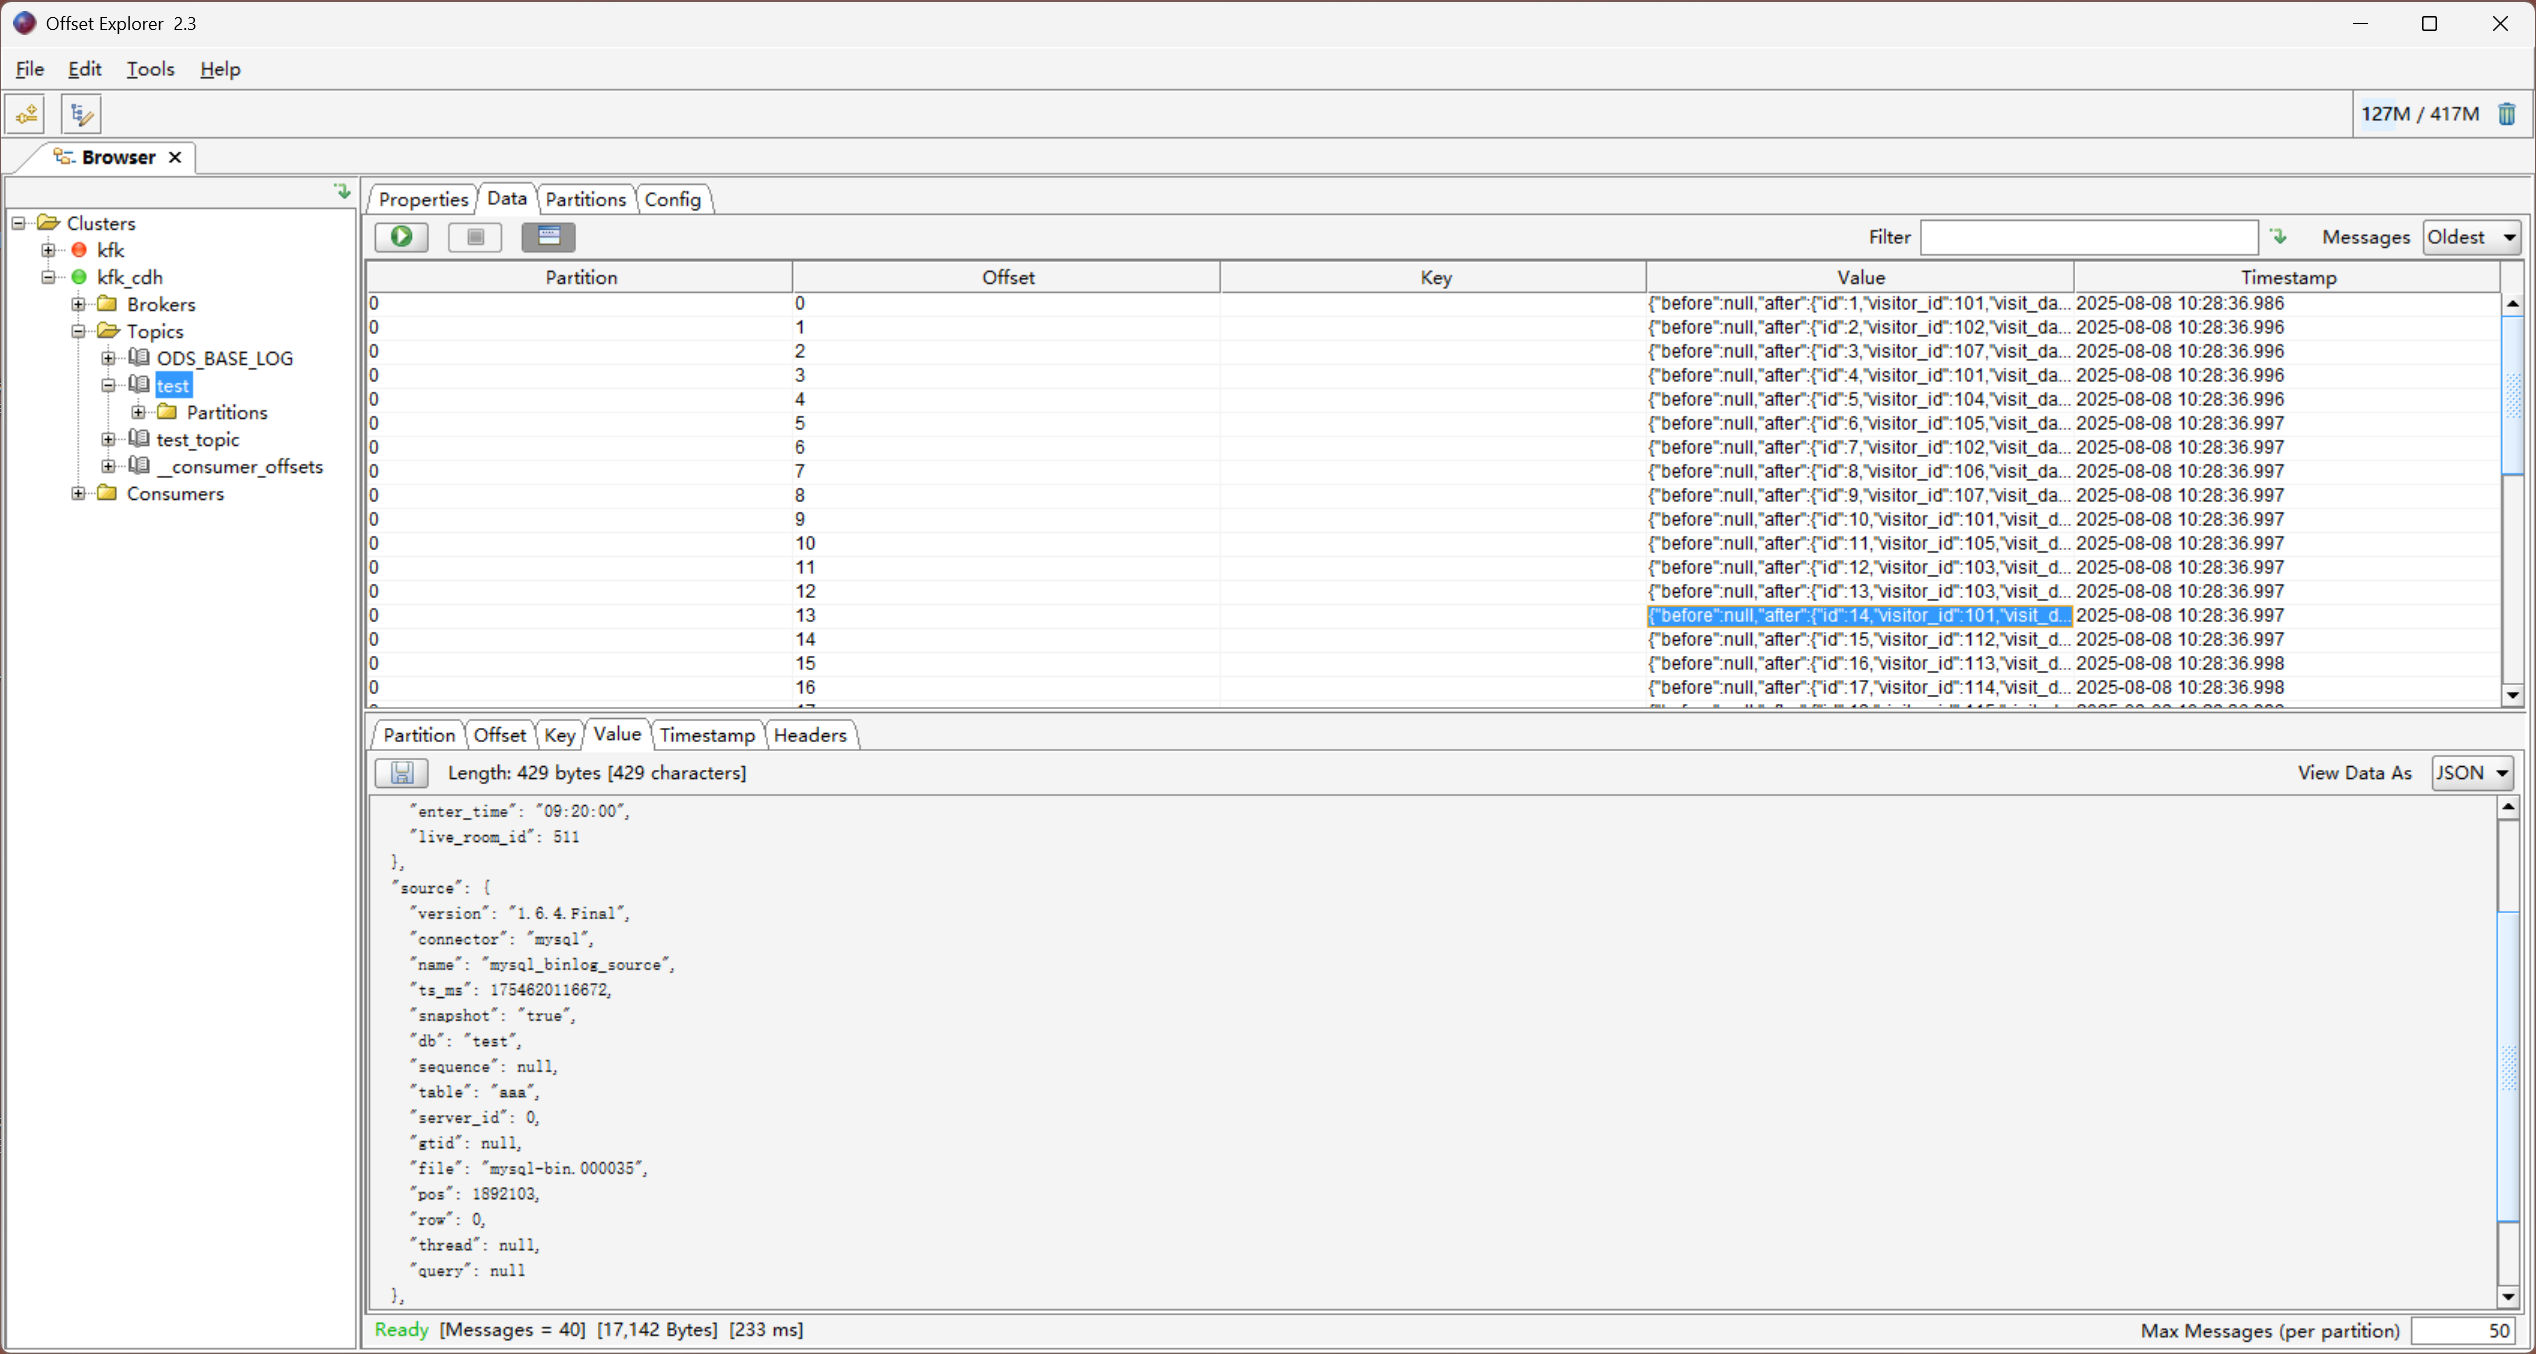 Offset Explorer 2.3
File Edit Tools Help
127M / 417M
Browser
Properties Data Partitions Config
Clusters
kfk
kfk_cdh
Brokers
Topics
ODS_BASE_LOG
test
Partitions
test_topic
__consumer_offsets
Consumers
Filter Messages Oldest
Partition Offset Key Value Timestamp
0 0 {"before":null,"after":{"id":1,"visitor_id":101,"visit_da... 2025-08-08 10:28:36.986
0 1 {"before":null,"after":{"id":2,"visitor_id":102,"visit_da... 2025-08-08 10:28:36.996
0 2 {"before":null,"after":{"id":3,"visitor_id":107,"visit_da... 2025-08-08 10:28:36.996
0 3 {"before":null,"after":{"id":4,"visitor_id":101,"visit_da... 2025-08-08 10:28:36.996
0 4 {"before":null,"after":{"id":5,"visitor_id":104,"visit_da... 2025-08-08 10:28:36.996
0 5 {"before":null,"after":{"id":6,"visitor_id":105,"visit_da... 2025-08-08 10:28:36.997
0 6 {"before":null,"after":{"id":7,"visitor_id":102,"visit_da... 2025-08-08 10:28:36.997
0 7 {"before":null,"after":{"id":8,"visitor_id":106,"visit_da... 2025-08-08 10:28:36.997
0 8 {"before":null,"after":{"id":9,"visitor_id":107,"visit_da... 2025-08-08 10:28:36.997
0 9 {"before":null,"after":{"id":10,"visitor_id":101,"visit_d... 2025-08-08 10:28:36.997
0 10 {"before":null,"after":{"id":11,"visitor_id":105,"visit_d... 2025-08-08 10:28:36.997
0 11 {"before":null,"after":{"id":12,"visitor_id":103,"visit_d... 2025-08-08 10:28:36.997
0 12 {"before":null,"after":{"id":13,"visitor_id":103,"visit_d... 2025-08-08 10:28:36.997
0 13 {"before":null,"after":{"id":14,"visitor_id":101,"visit_d... 2025-08-08 10:28:36.997
0 14 {"before":null,"after":{"id":15,"visitor_id":112,"visit_d... 2025-08-08 10:28:36.997
0 15 {"before":null,"after":{"id":16,"visitor_id":113,"visit_d... 2025-08-08 10:28:36.998
0 16 {"before":null,"after":{"id":17,"visitor_id":114,"visit_d... 2025-08-08 10:28:36.998
Partition Offset Key Value Timestamp Headers
Length: 429 bytes [429 characters] View Data As JSON
"enter_time": "09:20:00",
"live_room_id": 511
},
"source": {
"version": "1.6.4.Final",
"connector": "mysql",
"name": "mysql_binlog_source",
"ts_ms": 1754620116672,
"snapshot": "true",
"db": "test",
"sequence": null,
"table": "aaa",
"server_id": 0,
"gtid": null,
"file": "mysql-bin.000035",
"pos": 1892103,
"row": 0,
"thread": null,
"query": null
},
Ready [Messages = 40] [17,142 Bytes] [233 ms] Max Messages (per partition) 50